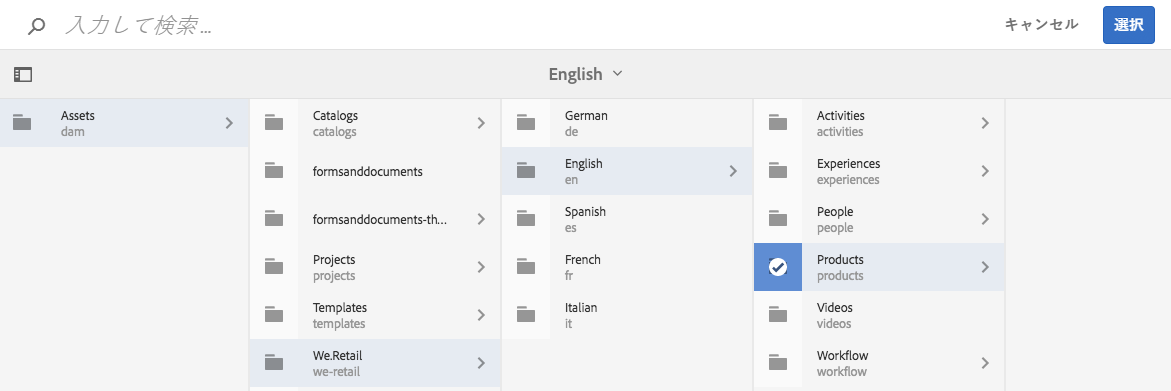 入力して検索...
キャンセル
選択
English
Assets
dam
Catalogs
catalogs
formsanddocuments
formsanddocuments-th...
Projects
projects
Templates
templates
We.Retail
we-retail
German
de
English
en
Spanish
es
French
fr
Italian
it
Activities
activities
Experiences
experiences
People
people
Products
products
Videos
videos
Workflow
workflow